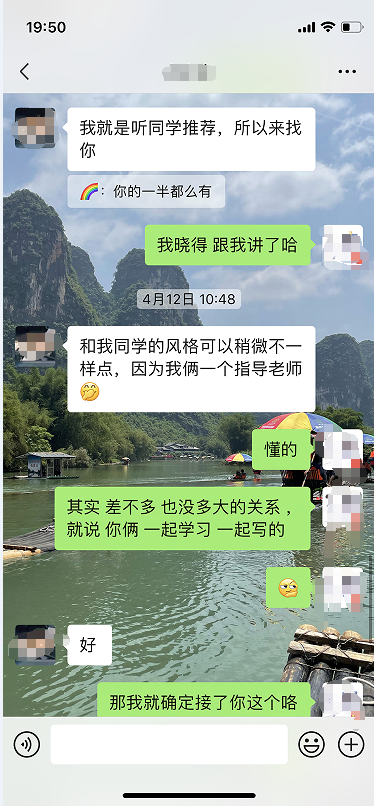 19:50
我就是听同学推荐，所以来找
你
🌈：你的一半都么有
我晓得 跟我讲了哈
4月12日 10:48
和我同学的风格可以稍微不一
样点，因为我俩一个指导老师
🤭
懂的
其实 差不多 也没多大的关系 ，
就说 你俩 一起学习 一起写的
好
那我就确定接了你这个咯